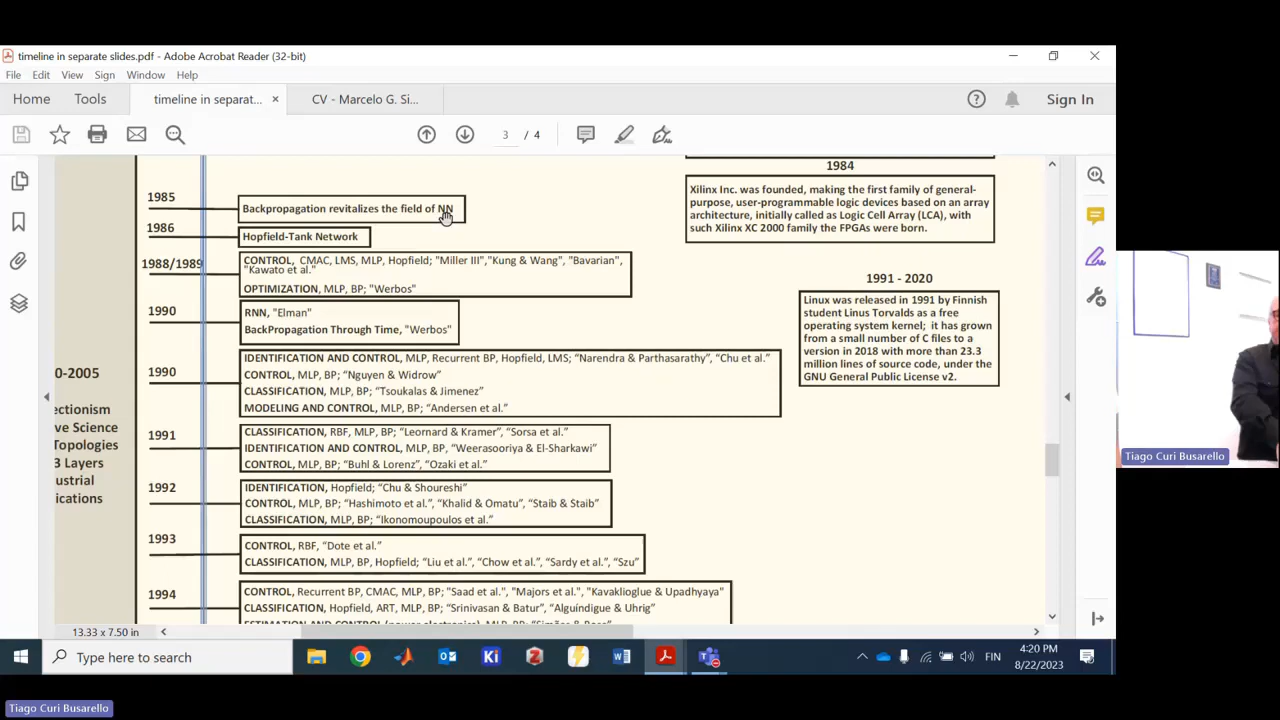 timeline in separate slides.pdf - Adobe Acrobat Reader (32-bit)
File Edit View Sign Window Help
Home Tools timeline in separat... × CV - Marcelo G. Si... Sign In
3 / 4
1984
Xilinx Inc. was founded, making the first family of general-
purpose, user-programmable logic devices based on an array
architecture, initially called as Logic Cell Array (LCA), with
such Xilinx XC 2000 family the FPGAs were born.
1985
Backpropagation revitalizes the field of NN
1986
Hopfield-Tank Network
1988/1989
CONTROL, CMAC, LMS, MLP, Hopfield; "Miller III","Kung & Wang", "Bavarian",
"Kawato et al."
OPTIMIZATION, MLP, BP; "Werbos"
1991 - 2020
Linux was released in 1991 by Finnish
student Linus Torvalds as a free
operating system kernel; it has grown
from a small number of C files to a
version in 2018 with more than 23.3
million lines of source code, under the
GNU General Public License v2.
1990
RNN, "Elman"
BackPropagation Through Time, "Werbos"
1990
IDENTIFICATION AND CONTROL, MLP, Recurrent BP, Hopfield, LMS; “Narendra & Parthasarathy”, “Chu et al.”
CONTROL, MLP, BP; “Nguyen & Widrow”
CLASSIFICATION, MLP, BP; “Tsoukalas & Jimenez”
MODELING AND CONTROL, MLP, BP; “Andersen et al.”
0-2005
ectionism
ve Science
Topologies
3 Layers
ustrial
ications
1991
CLASSIFICATION, RBF, MLP, BP; “Leornard & Kramer”, “Sorsa et al.”
IDENTIFICATION AND CONTROL, MLP, BP, “Weerasooriya & El-Sharkawi”
CONTROL, MLP, BP; “Buhl & Lorenz”, “Ozaki et al.”
1992
IDENTIFICATION, Hopfield; “Chu & Shoureshi”
CONTROL, MLP, BP; “Hashimoto et al.”, “Khalid & Omatu”, “Staib & Staib”
CLASSIFICATION, MLP, BP; “Ikonomoupoulos et al.”
1993
CONTROL, RBF, “Dote et al.”
CLASSIFICATION, MLP, BP, Hopfield; “Liu et al.”, “Chow et al.”, “Sardy et al.”, “Szu”
1994
CONTROL, Recurrent BP, CMAC, MLP, BP; "Saad et al.", "Majors et al.", "Kavaklioglue & Upadhyaya"
CLASSIFICATION, Hopfield, ART, MLP, BP; “Srinivasan & Batur”, “Alguíndigue & Uhrig”
ESTIMATION AND CONTROL (power electronics), MLP, BP; “Simões & Bose”
13.33 x 7.50 in
Type here to search
FIN
4:20 PM
8/22/2023
Tiago Curi Busarello
Tiago Curi Busarello